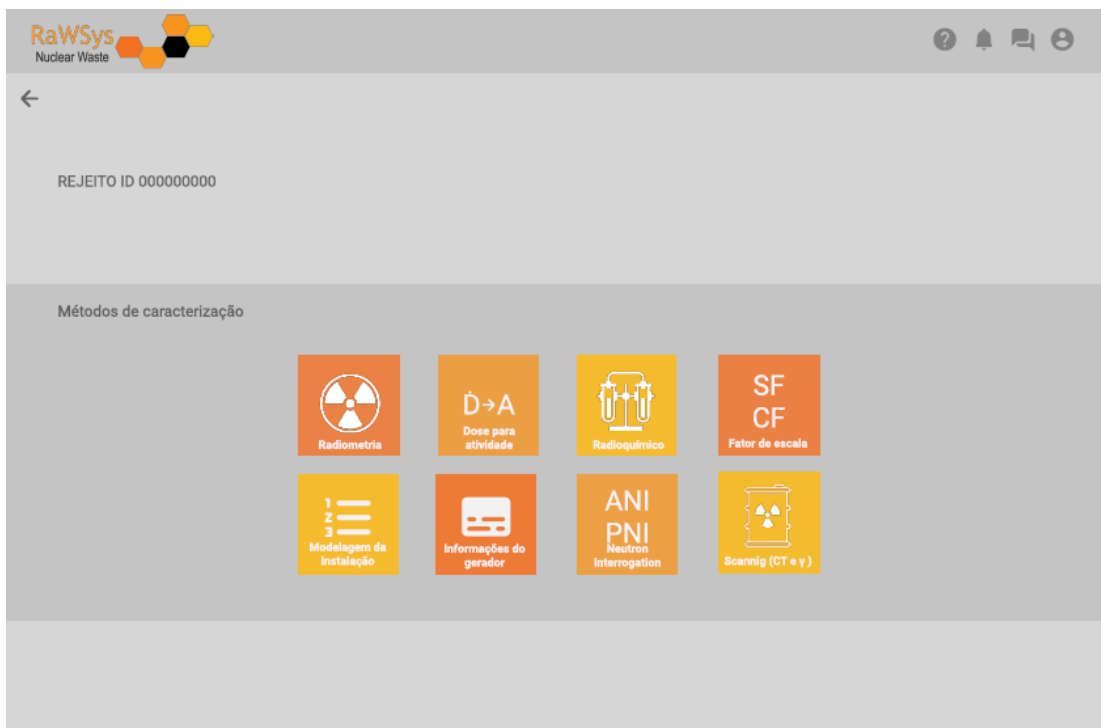 RaWSys
Nuclear Waste
REJEITO ID 000000000
Métodos de caracterização
Radiometria
Ḋ→A
Dose para
atividade
Radioquímico
SF
CF
Fator de escala
1
2
3
Modelagem da
instalação
Informações do
gerador
ANI
PNI
Neutron
interrogation
Scannig (CT e γ )